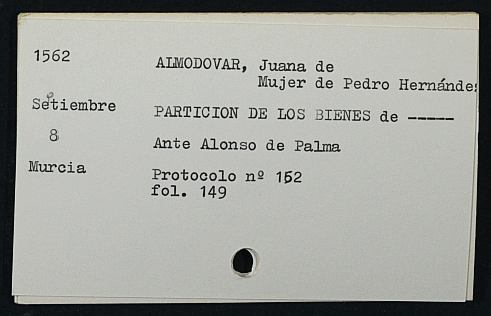 1562
ALMODOVAR, Juana de
Mujer de Pedro Hernández
Setiembre
PARTICION DE LOS BIENES de -----
8
Ante Alonso de Palma
Murcia
Protocolo nº 152
fol. 149